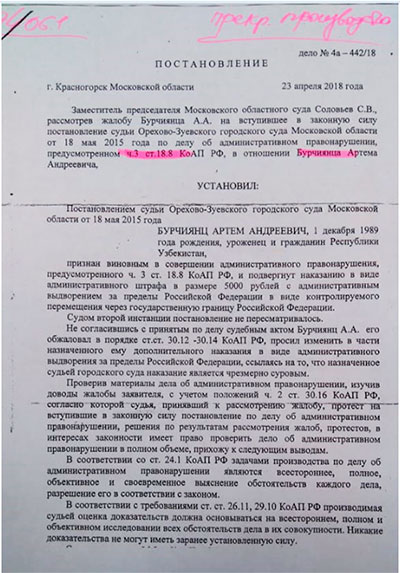 06.1
прекр. производство
дело № 4а – 442/18
ПОСТАНОВЛЕНИЕ
г. Красногорск Московской области 23 апреля 2018 года
Заместитель председателя Московского областного суда Соловьев С.В.,
рассмотрев жалобу Бурчиянца А.А. на вступившее в законную силу
постановление судьи Орехово-Зуевского городского суда Московской области
от 18 мая 2015 года по делу об административном правонарушении,
предусмотренном ч.3 ст.18.8 КоАП РФ, в отношении Бурчиянца Артема
Андреевича,
УСТАНОВИЛ:
Постановлением судьи Орехово-Зуевского городского суда Московской
области от 18 мая 2015 года
БУРЧИЯНЦ АРТЕМ АНДРЕЕВИЧ, 1 декабря 1989
года рождения, уроженец и гражданин Республики
Узбекистан,
признан виновным в совершении административного правонарушения,
предусмотренного ч. 3 ст. 18.8 КоАП РФ, и подвергнут наказанию в виде
административного штрафа в размере 5000 рублей с административным
выдворением за пределы Российской Федерации в виде контролируемого
перемещения через государственную границу Российской Федерации.
Судом второй инстанции постановление не пересматривалось.
Не согласившись с принятым по делу судебным актом Бурчиянц А.А. его
обжаловал в порядке ст.ст. 30.12 -30.14 КоАП РФ, просил изменить в части
назначенного ему дополнительного наказания в виде административного
выдворения за пределы Российской Федерации, ссылаясь на то, что назначенное
судьей городского суда наказание является чрезмерно суровым.
Проверив материалы дела об административном правонарушении, изучив
доводы жалобы заявителя, с учетом положений ч. 2 ст. 30.16 КоАП РФ,
согласно которой судья, принявший к рассмотрению жалобу, протест на
вступившие в законную силу постановление по делу об административном
правонарушении, решения по результатам рассмотрения жалоб, протестов, в
интересах законности имеет право проверить дело об административном
правонарушении в полном объеме, прихожу к следующим выводам.
В соответствии со ст. 24.1 КоАП РФ задачами производства по делу об
административном правонарушении являются всестороннее, полное,
объективное и своевременное выяснение обстоятельств каждого дела,
разрешение его в соответствии с законом.
В соответствии с требованиями ст. ст. 26.11, 29.10 КоАП РФ производимая
судьей оценка доказательств должна основываться на всестороннем, полном и
объективном исследовании всех обстоятельств дела в их совокупности. Никакие
доказательства не могут иметь заранее установленную силу.